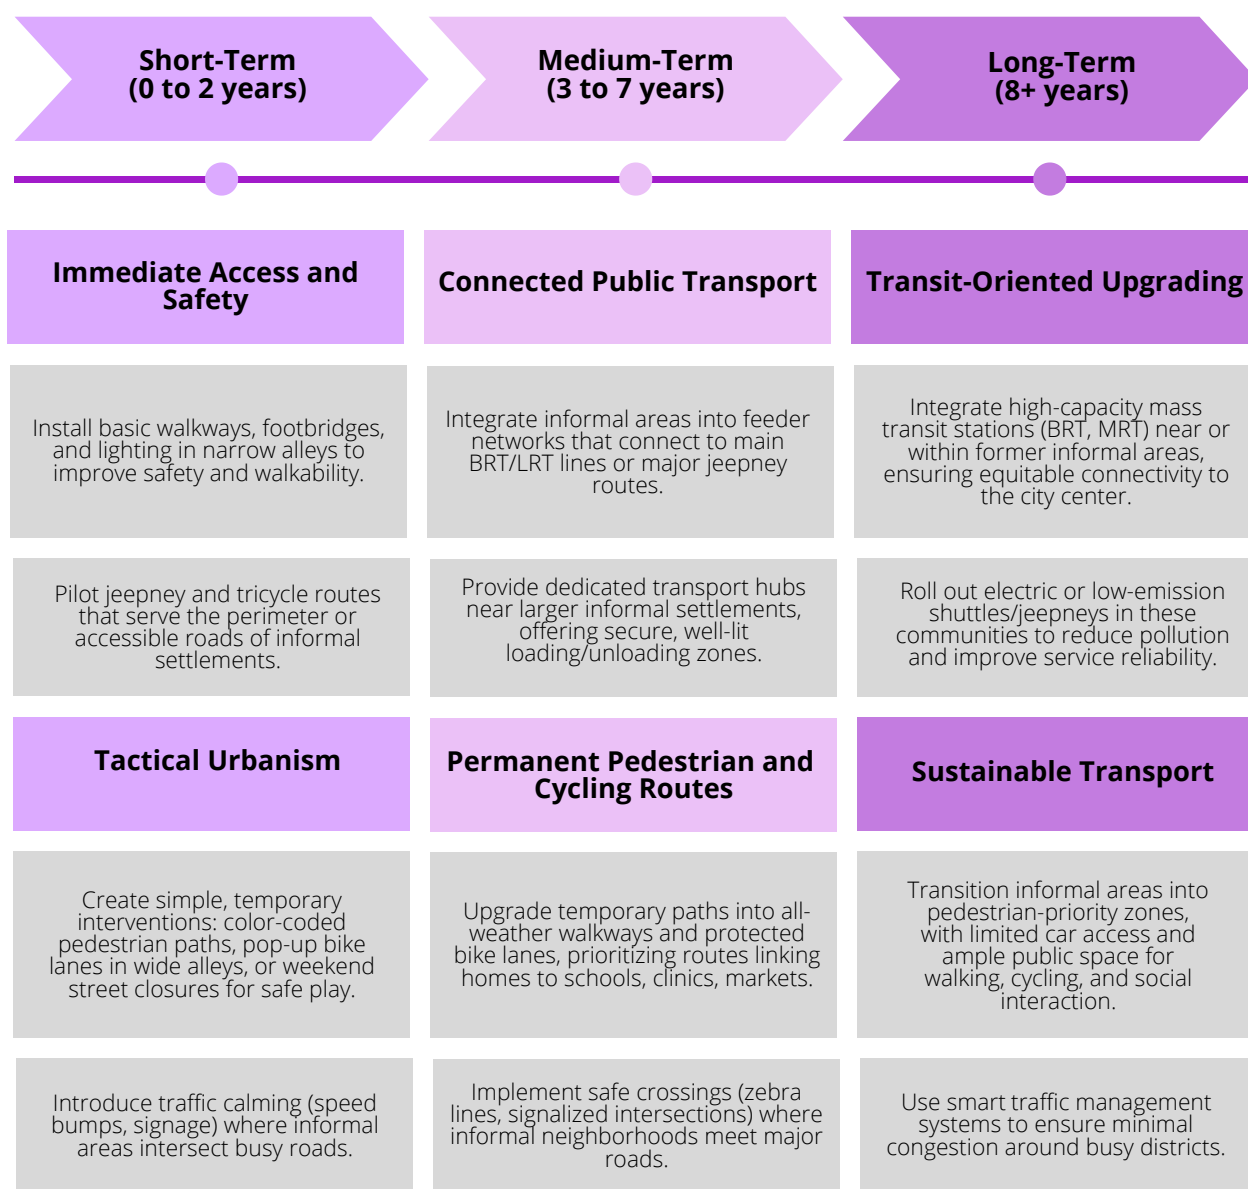 Short-Term
(0 to 2 years)
Medium-Term
(3 to 7 years)
Long-Term
(8+ years)
Immediate Access and
Safety
Connected Public Transport
Transit-Oriented Upgrading
Install basic walkways, footbridges,
and lighting in narrow alleys to
improve safety and walkability.
Integrate informal areas into feeder
networks that connect to main
BRT/LRT lines or major jeepney
routes.
Integrate high-capacity mass
transit stations (BRT, MRT) near or
within former informal areas,
ensuring equitable connectivity to
the city center.
Pilot jeepney and tricycle routes
that serve the perimeter or
accessible roads of informal
settlements.
Provide dedicated transport hubs
near larger informal settlements,
offering secure, well-lit
loading/unloading zones.
Roll out electric or low-emission
shuttles/jeepneys in these
communities to reduce pollution
and improve service reliability.
Tactical Urbanism
Permanent Pedestrian and
Cycling Routes
Sustainable Transport
Create simple, temporary
interventions: color-coded
pedestrian paths, pop-up bike
lanes in wide alleys, or weekend
street closures for safe play.
Upgrade temporary paths into all-
weather walkways and protected
bike lanes, prioritizing routes linking
homes to schools, clinics, markets.
Transition informal areas into
pedestrian-priority zones,
with limited car access and
ample public space for
walking, cycling, and social
interaction.
Introduce traffic calming (speed
bumps, signage) where informal
areas intersect busy roads.
Implement safe crossings (zebra
lines, signalized intersections) where
informal neighborhoods meet major
roads.
Use smart traffic management
systems to ensure minimal
congestion around busy districts.